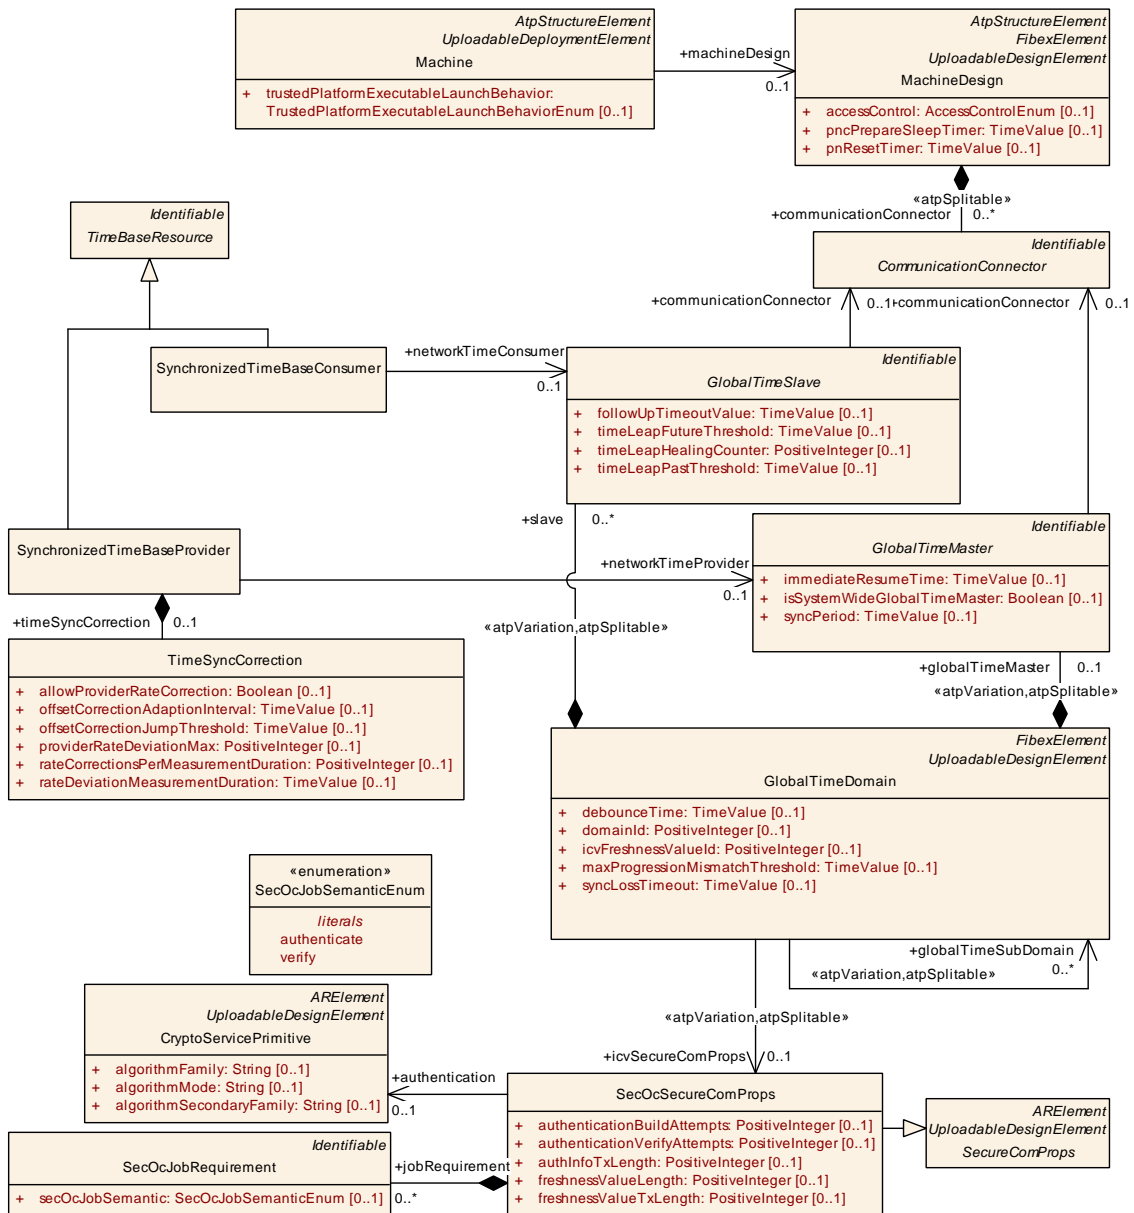 AtpStructureElement
UploadableDeploymentElement
Machine
+ trustedPlatformExecutableLaunchBehavior:
TrustedPlatformExecutableLaunchBehaviorEnum [0..1]
+machineDesign
0..1
AtpStructureElement
FibexElement
UploadableDesignElement
MachineDesign
+ accessControl: AccessControlEnum [0..1]
+ pncPrepareSleepTimer: TimeValue [0..1]
+ pnResetTimer: TimeValue [0..1]
«atpSplitable»
+communicationConnector 0..*
Identifiable
TimeBaseResource
Identifiable
CommunicationConnector
+communicationConnector 0..1
+communicationConnector 0..1
SynchronizedTimeBaseConsumer
+networkTimeConsumer
0..1
Identifiable
GlobalTimeSlave
+ followUpTimeoutValue: TimeValue [0..1]
+ timeLeapFutureThreshold: TimeValue [0..1]
+ timeLeapHealingCounter: PositiveInteger [0..1]
+ timeLeapPastThreshold: TimeValue [0..1]
+slave 0..*
SynchronizedTimeBaseProvider
+networkTimeProvider
0..1
Identifiable
GlobalTimeMaster
+ immediateResumeTime: TimeValue [0..1]
+ isSystemWideGlobalTimeMaster: Boolean [0..1]
+ syncPeriod: TimeValue [0..1]
+timeSyncCorrection 0..1
«atpVariation,atpSplitable»
TimeSyncCorrection
+ allowProviderRateCorrection: Boolean [0..1]
+ offsetCorrectionAdaptionInterval: TimeValue [0..1]
+ offsetCorrectionJumpThreshold: TimeValue [0..1]
+ providerRateDeviationMax: PositiveInteger [0..1]
+ rateCorrectionsPerMeasurementDuration: PositiveInteger [0..1]
+ rateDeviationMeasurementDuration: TimeValue [0..1]
+globalTimeMaster 0..1
«atpVariation,atpSplitable»
FibexElement
UploadableDesignElement
GlobalTimeDomain
+ debounceTime: TimeValue [0..1]
+ domainId: PositiveInteger [0..1]
+ icvFreshnessValueId: PositiveInteger [0..1]
+ maxProgressionMismatchThreshold: TimeValue [0..1]
+ syncLossTimeout: TimeValue [0..1]
«enumeration»
SecOcJobSemanticEnum
literals
authenticate
verify
+globalTimeSubDomain
0..*
«atpVariation,atpSplitable»
«atpVariation,atpSplitable»
+icvSecureComProps 0..1
ARElement
UploadableDesignElement
CryptoServicePrimitive
+ algorithmFamily: String [0..1]
+ algorithmMode: String [0..1]
+ algorithmSecondaryFamily: String [0..1]
+authentication
0..1
SecOcSecureComProps
+ authenticationBuildAttempts: PositiveInteger [0..1]
+ authenticationVerifyAttempts: PositiveInteger [0..1]
+ authInfoTxLength: PositiveInteger [0..1]
+ freshnessValueLength: PositiveInteger [0..1]
+ freshnessValueTxLength: PositiveInteger [0..1]
ARElement
UploadableDesignElement
SecureComProps
Identifiable
SecOcJobRequirement
+ secOcJobSemantic: SecOcJobSemanticEnum [0..1]
+jobRequirement
0..*